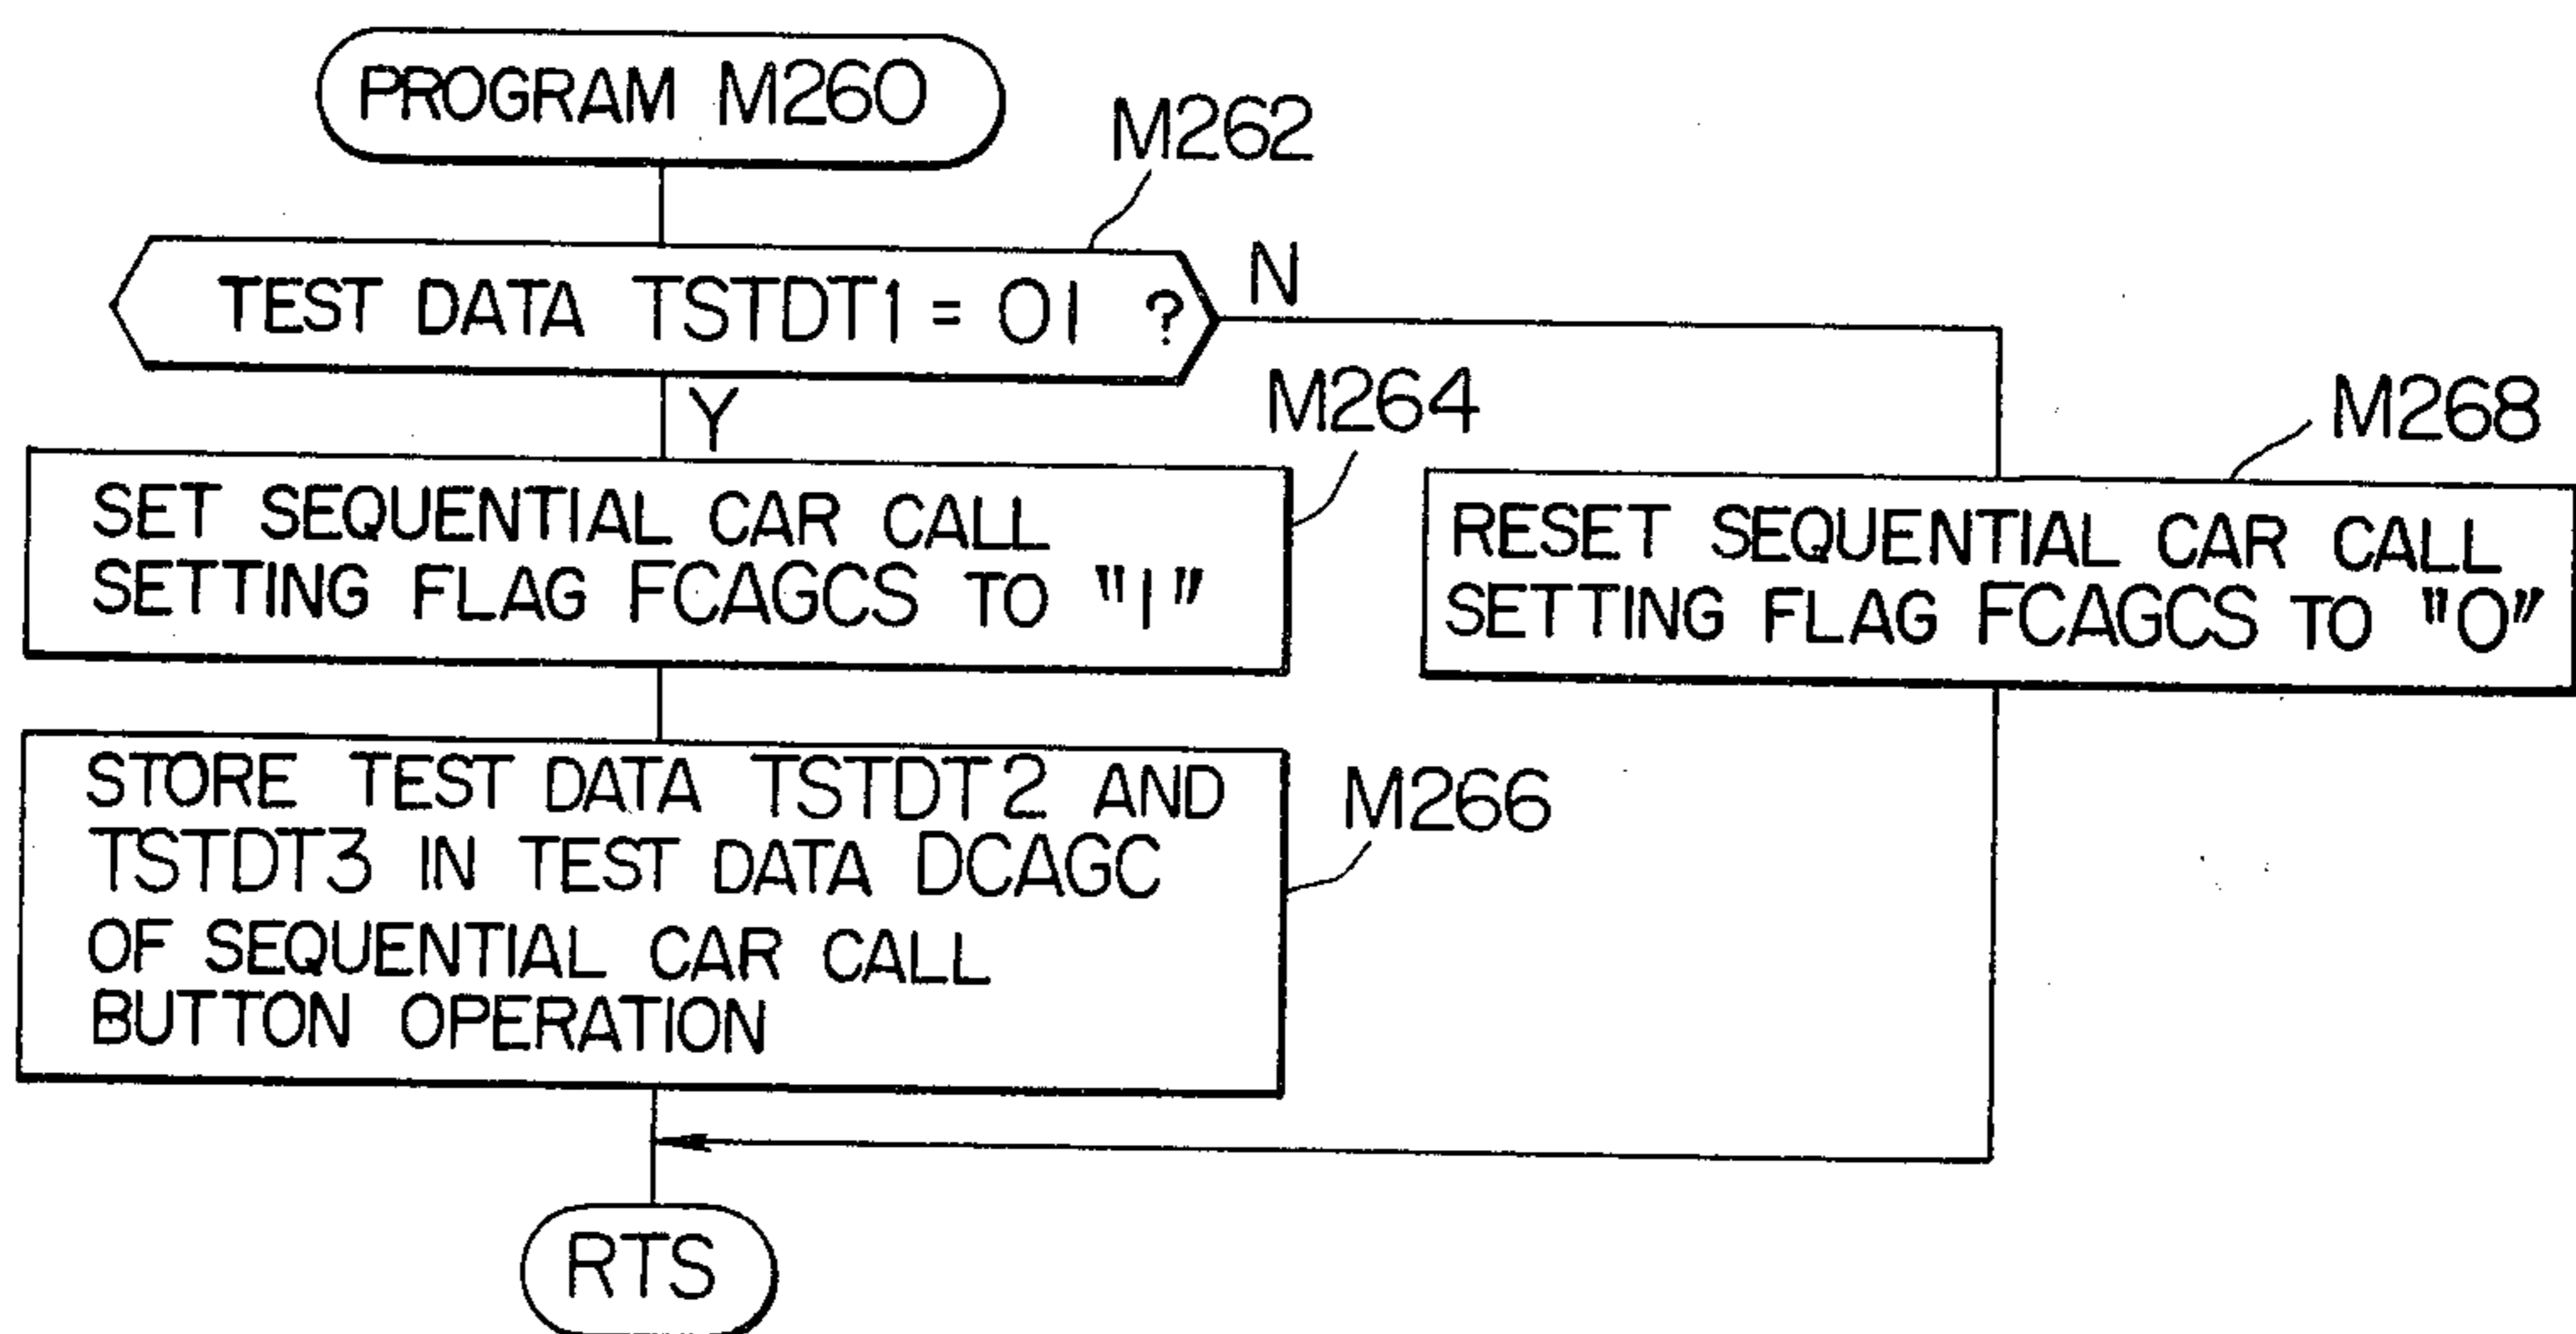 PROGRAM M260
M262
TEST DATA TSTDT1 = 01 ?
N
Y
M264
SET SEQUENTIAL CAR CALL
SETTING FLAG FCAGCS TO "1"
M268
RESET SEQUENTIAL CAR CALL
SETTING FLAG FCAGCS TO "0"
STORE TEST DATA TSTDT2 AND
TSTDT3 IN TEST DATA DCAGC
OF SEQUENTIAL CAR CALL
BUTTON OPERATION
M266
RTS